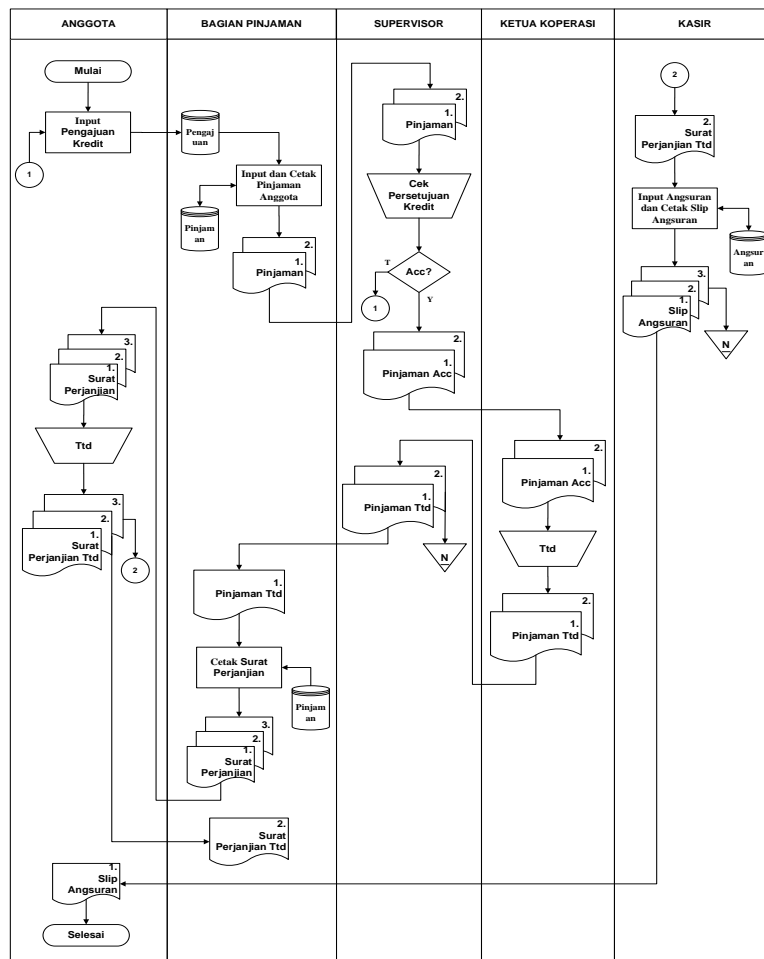 ANGGOTA
BAGIAN PINJAMAN
SUPERVISOR
KETUA KOPERASI
KASIR
Mulai
Input
Pengajuan
Kredit
1
Pengaj
uan
Input dan Cetak
Pinjaman
Anggota
Pinjam
an
2.
1.
Pinjaman
2.
1.
Pinjaman
Cek
Persetujuan
Kredit
T
Acc?
Y
1
2.
1.
Pinjaman Acc
2
2.
Surat
Perjanjian Ttd
Input Angsuran
dan Cetak Slip
Angsuran
Angsur
an
3.
2.
1.
Slip
Angsuran
N
3.
2.
1.
Surat
Perjanjian
Ttd
3.
2.
1.
Surat
Perjanjian Ttd
2
2.
1.
Pinjaman Ttd
N
2.
1.
Pinjaman Acc
Ttd
2.
1.
Pinjaman Ttd
1.
Pinjaman Ttd
Cetak Surat
Perjanjian
Pinjam
an
3.
2.
1.
Surat
Perjanjian
2.
Surat
Perjanjian Ttd
1.
Slip
Angsuran
Selesai